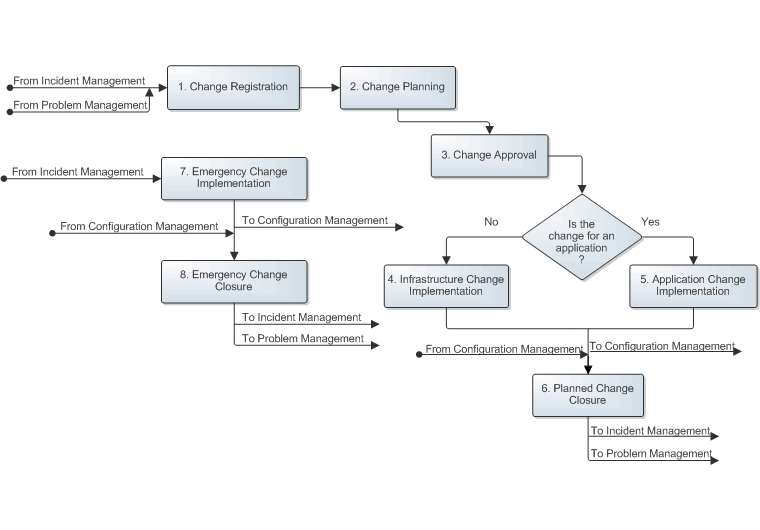 From Incident Management
1. Change Registration
2. Change Planning
From Problem Management
3. Change Approval
From Incident Management
7. Emergency Change
Implementation
From Configuration Management
To Configuration Management
No
Is the
change for an
application
?
Yes
8. Emergency Change
Closure
4. Infrastructure Change
Implementation
5. Application Change
Implementation
To Incident Management
To Problem Management
From Configuration Management
To Configuration Management
6. Planned Change
Closure
To Incident Management
To Problem Management